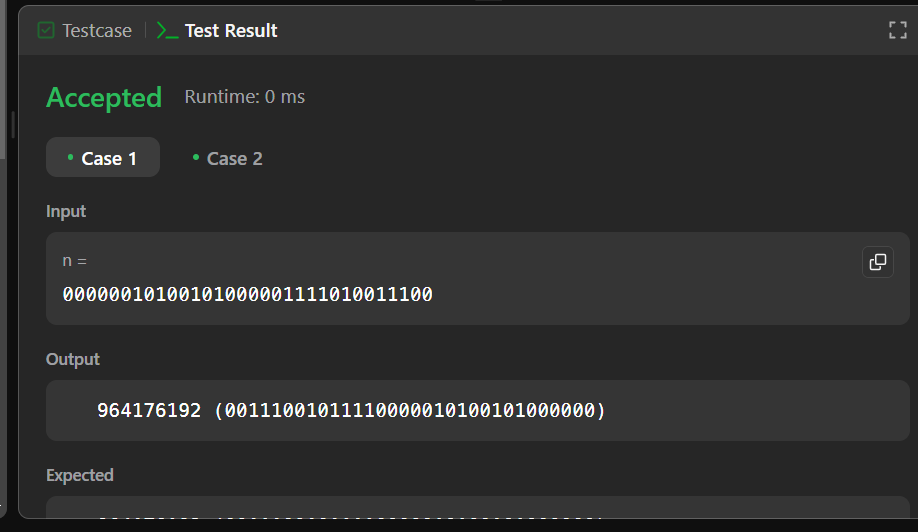 Testcase
Test Result
Accepted Runtime: 0 ms
Case 1 Case 2
Input
n =
00000010100101000001111010011100
Output
964176192 (00111001011110000010100101000000)
Expected